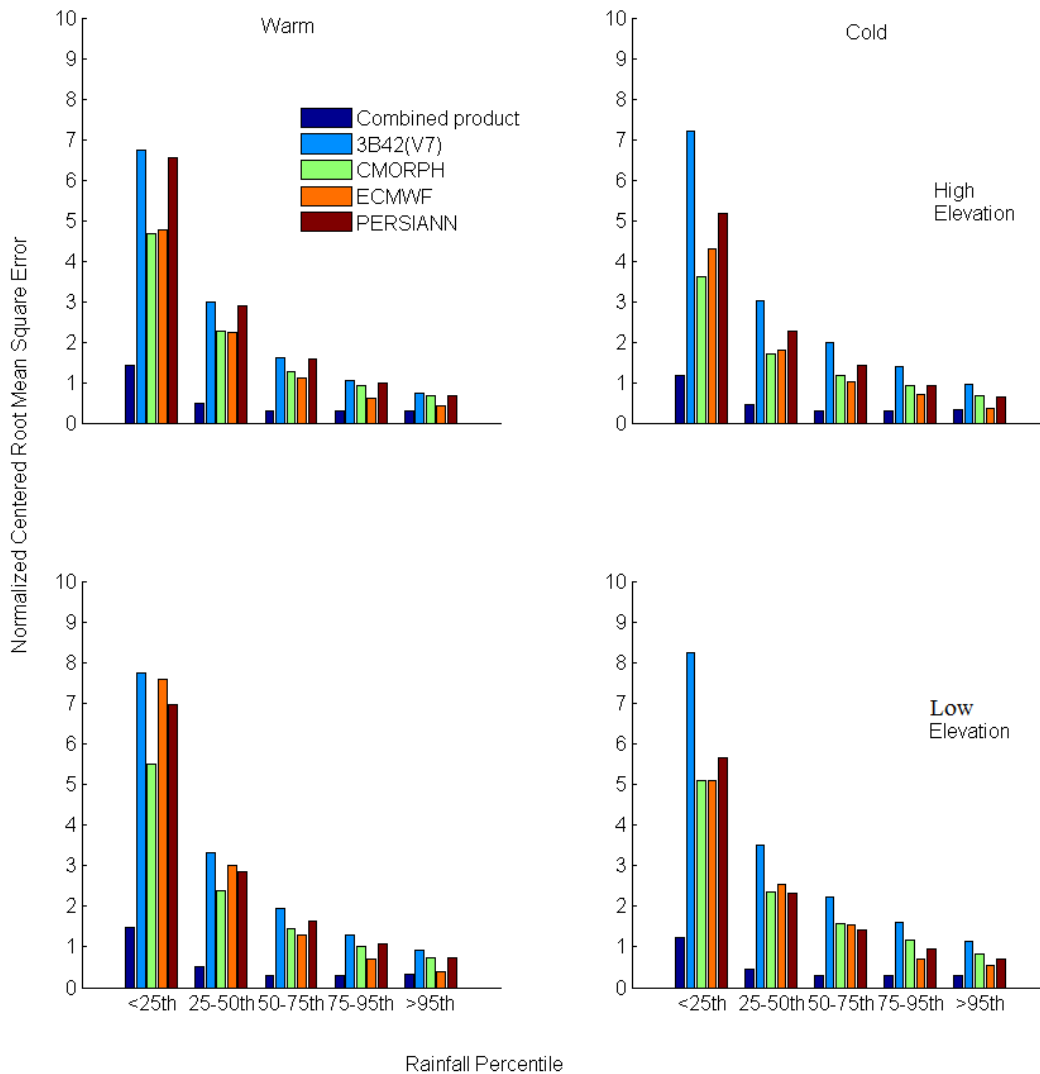 Normalized Centered Root Mean Square Error
Warm
10
9
8
7
6
5
4
3
2
1
0
Combined product
3B42(V7)
CMORPH
ECMWF
PERSIANN
Cold
10
9
8
7
6
5
4
3
2
1
0
High
Elevation
10
9
8
7
6
5
4
3
2
1
0
<25th 25-50th 50-75th 75-95th >95th
10
9
8
7
6
5
4
3
2
1
0
Low
Elevation
<25th 25-50th 50-75th 75-95th >95th
Rainfall Percentile